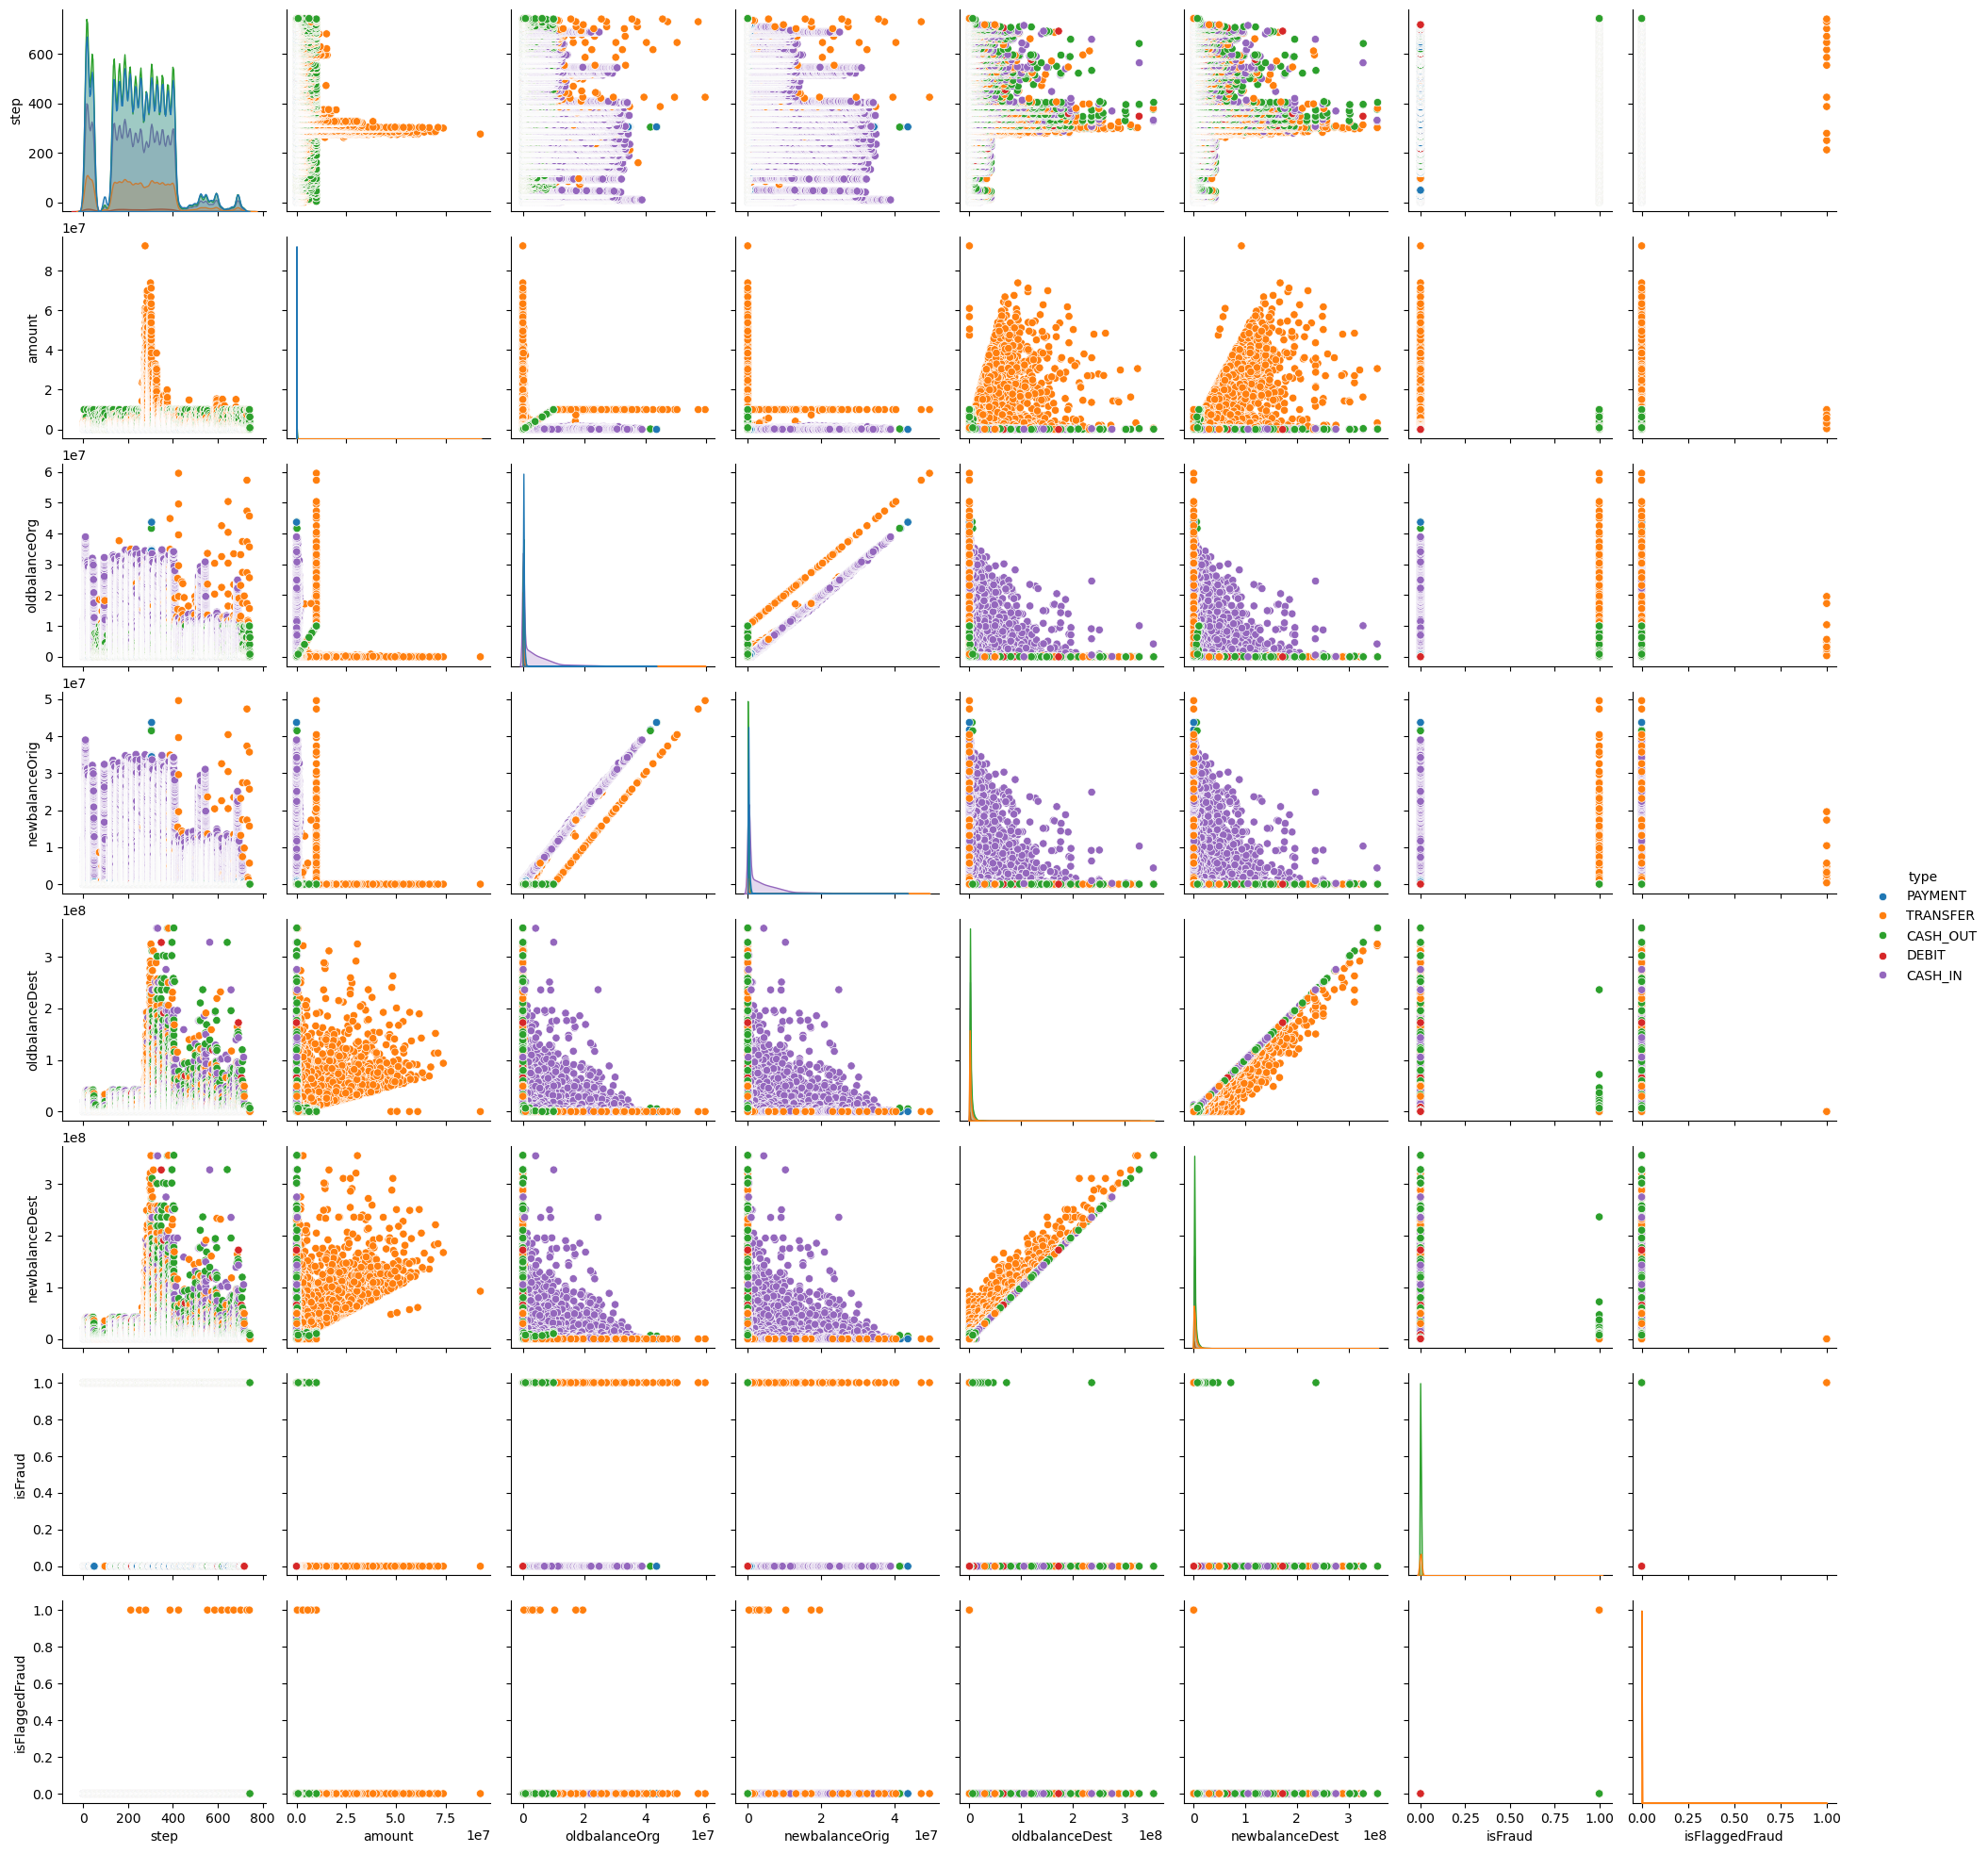 600
400
200
0
step
1e7
8
6
4
2
0
amount
1e7
6
5
4
3
2
1
0
oldbalanceOrg
1e7
5
4
3
2
1
0
newbalanceOrig
1e8
3
2
1
0
oldbalanceDest
1e8
3
2
1
0
newbalanceDest
1.0
0.8
0.6
0.4
0.2
0.0
isFraud
1.0
0.8
0.6
0.4
0.2
0.0
isFlaggedFraud
0 200 400 600 800
step
0.0 2.5 5.0 7.5
amount 1e7
0 2 4 6
oldbalanceOrg 1e7
0 2 4
newbalanceOrig 1e7
0 1 2 3
oldbalanceDest 1e8
0 1 2 3
newbalanceDest 1e8
0.00 0.25 0.50 0.75 1.00
isFraud
0.00 0.25 0.50 0.75 1.00
isFlaggedFraud
type
PAYMENT
TRANSFER
CASH_OUT
DEBIT
CASH_IN